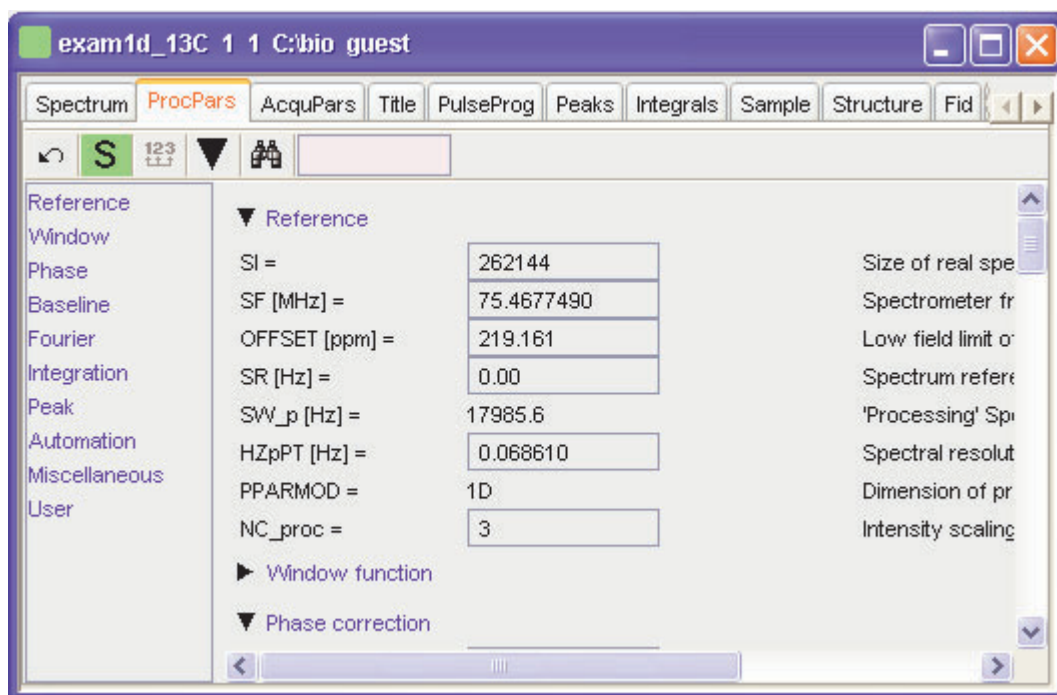 exam1d_13C 1 1 C:\bio guest
Spectrum ProcPars AcquPars Title PulseProg Peaks Integrals Sample Structure Fid
S 123
Reference
Window
Phase
Baseline
Fourier
Integration
Peak
Automation
Miscellaneous
User
Reference
SI = 262144 Size of real spe
SF [MHz] = 75.4677490 Spectrometer fr
OFFSET [ppm] = 219.161 Low field limit o
SR [Hz] = 0.00 Spectrum refere
SW_p [Hz] = 17985.6 'Processing' Spe
HZpPT [Hz] = 0.068610 Spectral resolut
PPARMOD = 1D Dimension of pr
NC_proc = 3 Intensity scaling
Window function
Phase correction